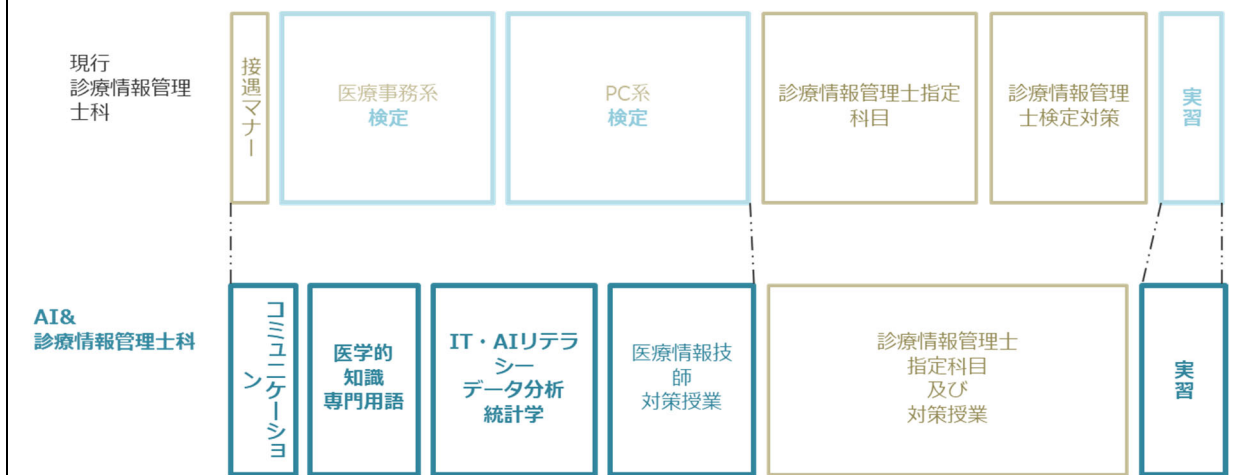 現行
診療情報管理
士科
接遇マナー
医療事務系
検定
PC系
検定
診療情報管理士指定
科目
診療情報管理
士検定対策
実
習
AI&
診療情報管理士科
コミュニケーショ
ン
医学的
知識
専門用語
IT・AIリテラ
シー
データ分析
統計学
医療情報技
師
対策授業
診療情報管理士
指定科目
及び
対策授業
実
習